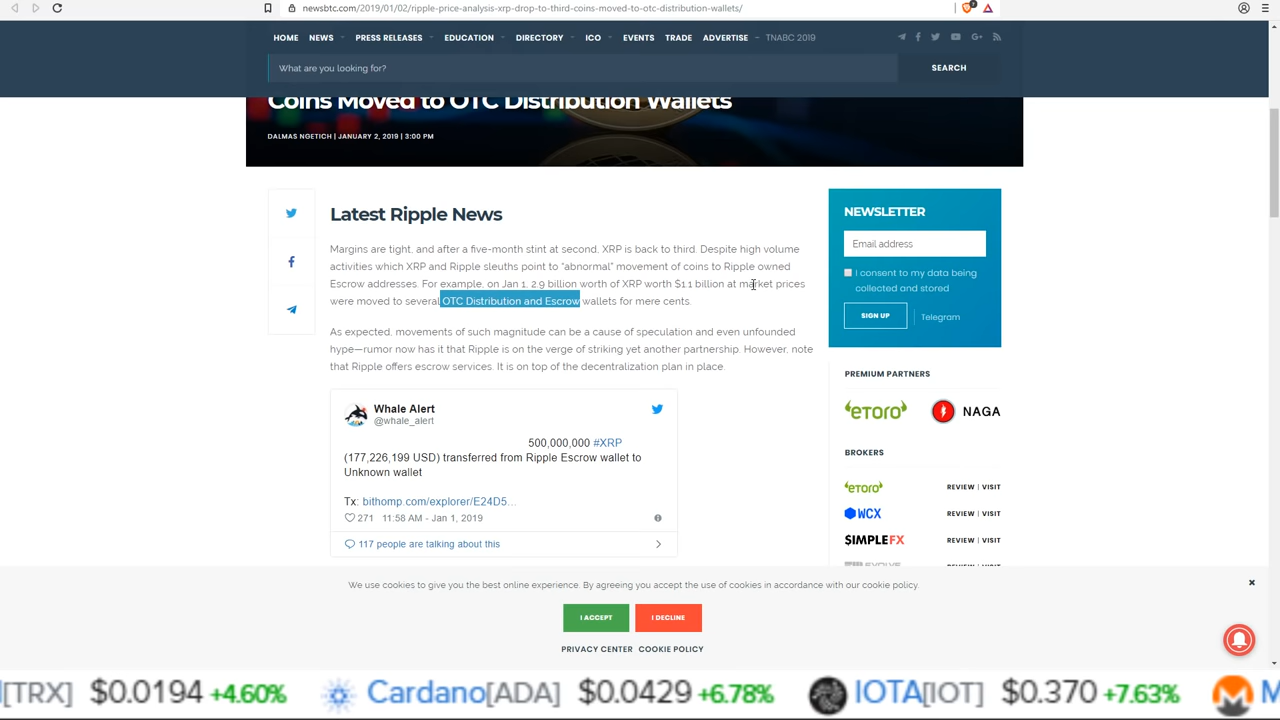 newsbtc.com/2019/01/02/ripple-price-analysis-xrp-drop-to-third-coins-moved-to-otc-distribution-wallets/
HOME NEWS PRESS RELEASES EDUCATION DIRECTORY ICO EVENTS TRADE ADVERTISE TNABC 2019
What are you looking for?
SEARCH
Coins Moved to OTC Distribution Wallets
DALMAS NGETICH | JANUARY 2, 2019 | 3:00 PM
Latest Ripple News
Margins are tight, and after a five-month stint at second, XRP is back to third. Despite high volume
activities which XRP and Ripple sleuths point to “abnormal” movement of coins to Ripple owned
Escrow addresses. For example, on Jan 1, 2.9 billion worth of XRP worth $1.1 billion at market prices
were moved to several OTC Distribution and Escrow wallets for mere cents.
As expected, movements of such magnitude can be a cause of speculation and even unfounded
hype—rumor now has it that Ripple is on the verge of striking yet another partnership. However, note
that Ripple offers escrow services. It is on top of the decentralization plan in place.
Whale Alert
@whale_alert
500,000,000 #XRP
(177,226,199 USD) transferred from Ripple Escrow wallet to
Unknown wallet
Tx: bithomp.com/explorer/E24D5...
271 11:58 AM - Jan 1, 2019
117 people are talking about this
NEWSLETTER
Email address
I consent to my data being
collected and stored
SIGN UP | Telegram
PREMIUM PARTNERS
eToro NAGA
BROKERS
eToro REVIEW | VISIT
WCX REVIEW | VISIT
SIMPLEFX REVIEW | VISIT
We use cookies to give you the best online experience. By agreeing you accept the use of cookies in accordance with our cookie policy.
I ACCEPT I DECLINE
PRIVACY CENTER COOKIE POLICY
[TRX] $0.0194 +4.60% Cardano[ADA] $0.0429 +6.78% IOTA[IOT] $0.370 +7.63% M